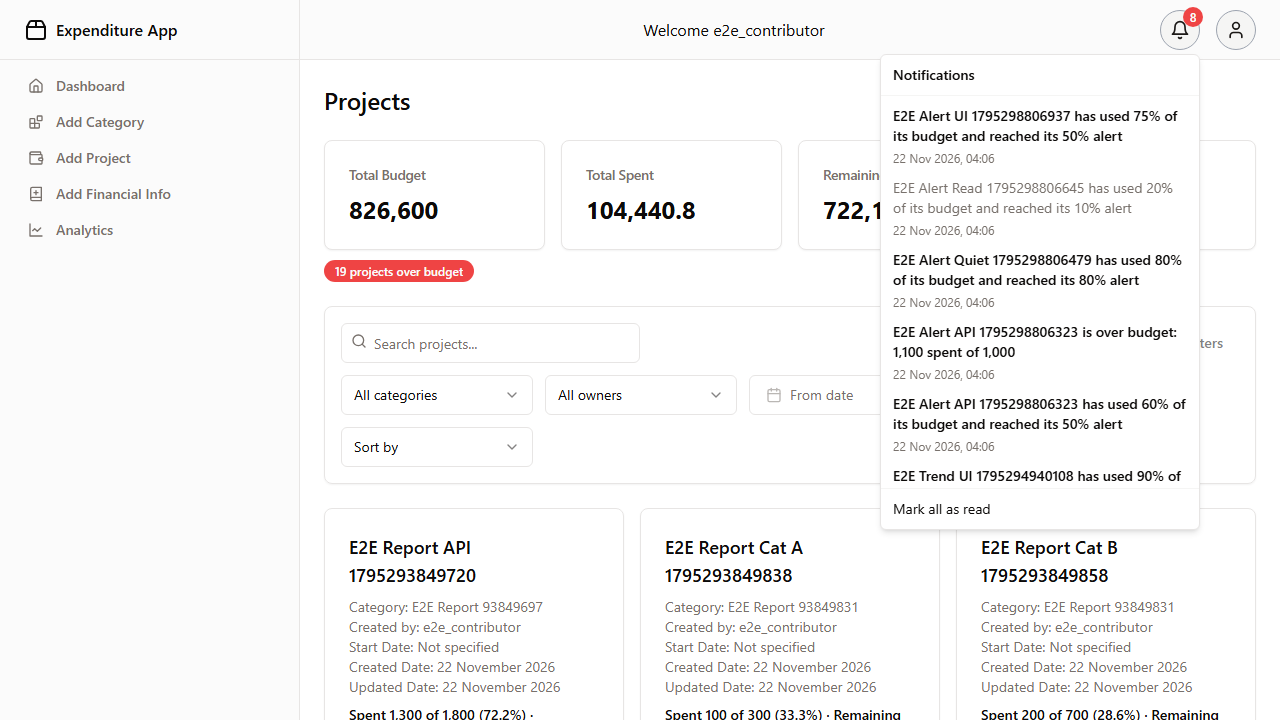 Expenditure App
Welcome e2e_contributor
8
Dashboard
Add Category
Add Project
Add Financial Info
Analytics
Projects
Total Budget
826,600
Total Spent
104,440.8
Remainin
722,1
19 projects over budget
Search projects...
ters
All categories
All owners
From date
Sort by
Notifications
E2E Alert UI 1795298806937 has used 75% of
its budget and reached its 50% alert
22 Nov 2026, 04:06
E2E Alert Read 1795298806645 has used 20%
of its budget and reached its 10% alert
22 Nov 2026, 04:06
E2E Alert Quiet 1795298806479 has used 80%
of its budget and reached its 80% alert
22 Nov 2026, 04:06
E2E Alert API 1795298806323 is over budget:
1,100 spent of 1,000
22 Nov 2026, 04:06
E2E Alert API 1795298806323 has used 60% of
its budget and reached its 50% alert
22 Nov 2026, 04:06
E2E Trend UI 1795294940108 has used 90% of
Mark all as read
E2E Report API
1795293849720
Category: E2E Report 93849697
Created by: e2e_contributor
Start Date: Not specified
Created Date: 22 November 2026
Updated Date: 22 November 2026
Spent 1,300 of 1,800 (72.2%) ·
E2E Report Cat A
1795293849838
Category: E2E Report 93849831
Created by: e2e_contributor
Start Date: Not specified
Created Date: 22 November 2026
Updated Date: 22 November 2026
Spent 100 of 300 (33.3%) · Remaining
E2E Report Cat B
1795293849858
Category: E2E Report 93849831
Created by: e2e_contributor
Start Date: Not specified
Created Date: 22 November 2026
Updated Date: 22 November 2026
Spent 200 of 700 (28.6%) · Remaining